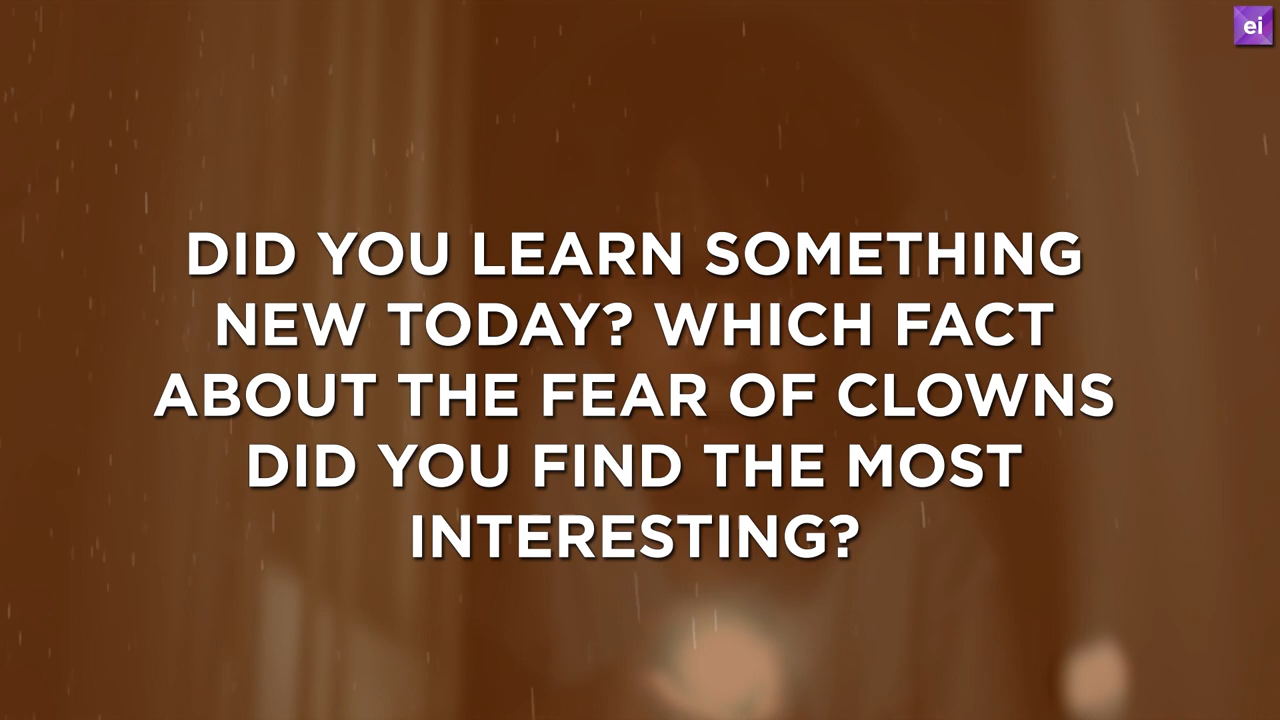 ei
DID YOU LEARN SOMETHING
NEW TODAY? WHICH FACT
ABOUT THE FEAR OF CLOWNS
DID YOU FIND THE MOST
INTERESTING?